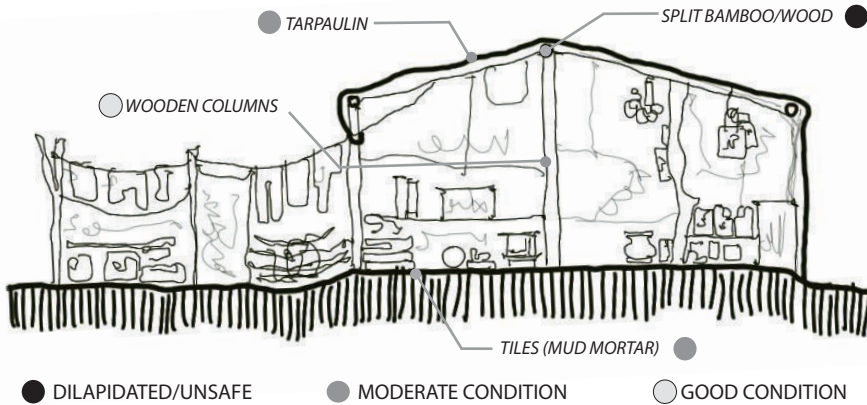 TARPAULIN
SPLIT BAMBOO/WOOD
WOODEN COLUMNS
TILES (MUD MORTAR)
DILAPIDATED/UNSAFE
MODERATE CONDITION
GOOD CONDITION